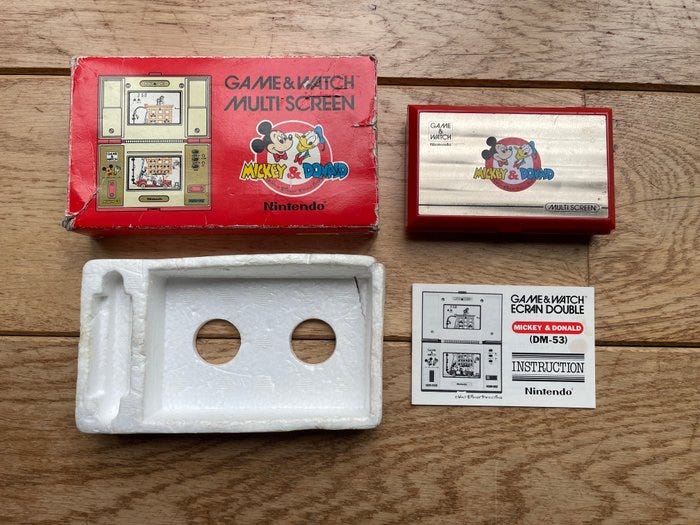 GAME & WATCH
MULTI SCREEN
MICKEY & DONALD
Nintendo
GAME
&
WATCH
Nintendo
MICKEY & DONALD
MULTI SCREEN
GAME & WATCH
ECRAN DOUBLE
MICKEY & DONALD
(DM-53)
INSTRUCTION
Nintendo